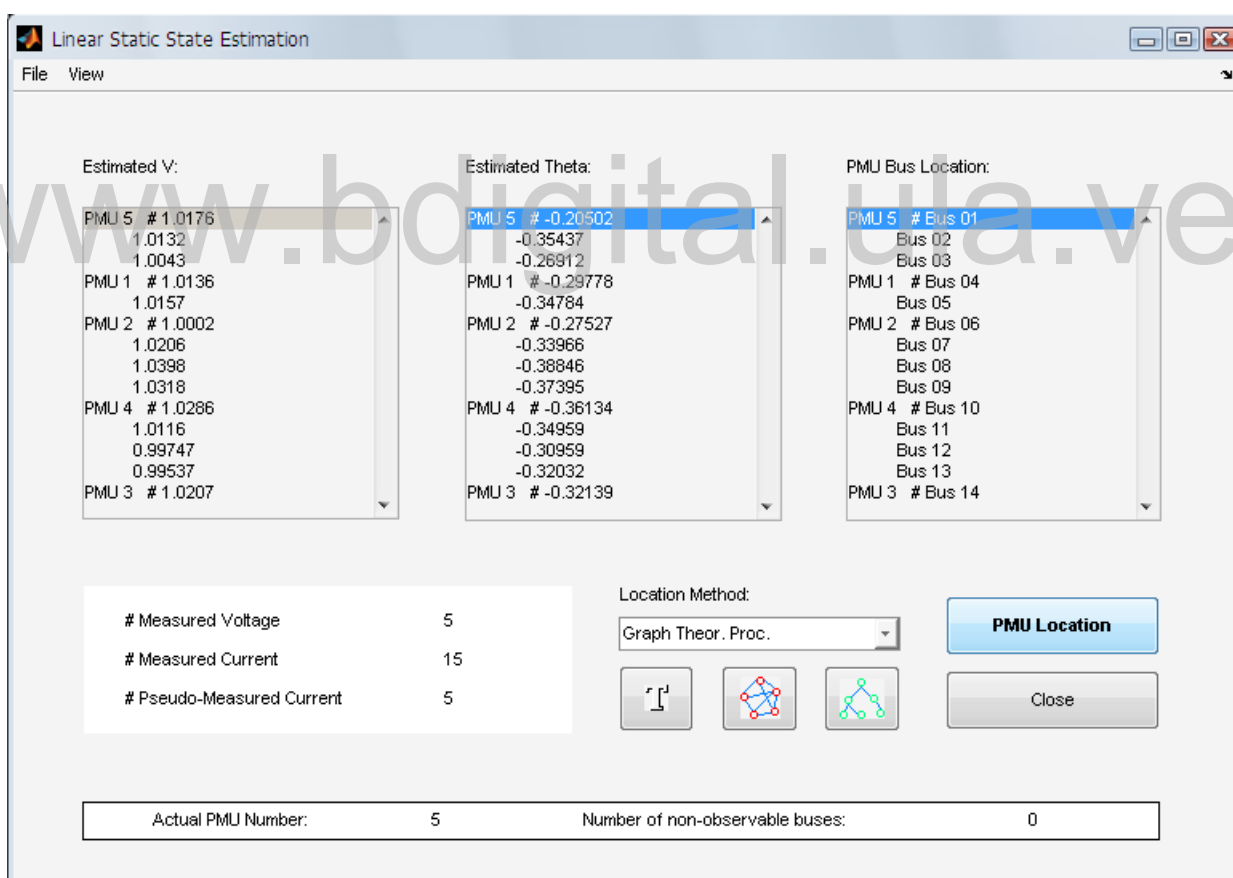 Linear Static State Estimation
File View
www.bdigital.ula.ve
Estimated V:
PMU 5 # 1.0176
1.0132
1.0043
PMU 1 # 1.0136
1.0157
PMU 2 # 1.0002
1.0206
1.0398
1.0318
PMU 4 # 1.0286
1.0116
0.99747
0.99537
PMU 3 # 1.0207
Estimated Theta:
PMU 5 # -0.20502
-0.35437
-0.26912
PMU 1 # -0.29778
-0.34784
PMU 2 # -0.27527
-0.33966
-0.38846
-0.37395
PMU 4 # -0.36134
-0.34959
-0.30959
-0.32032
PMU 3 # -0.32139
PMU Bus Location:
PMU 5 # Bus 01
Bus 02
Bus 03
PMU 1 # Bus 04
Bus 05
PMU 2 # Bus 06
Bus 07
Bus 08
Bus 09
PMU 4 # Bus 10
Bus 11
Bus 12
Bus 13
PMU 3 # Bus 14
# Measured Voltage 5
# Measured Current 15
# Pseudo-Measured Current 5
Location Method:
Graph Theor. Proc.
PMU Location
Close
Actual PMU Number: 5 Number of non-observable buses: 0